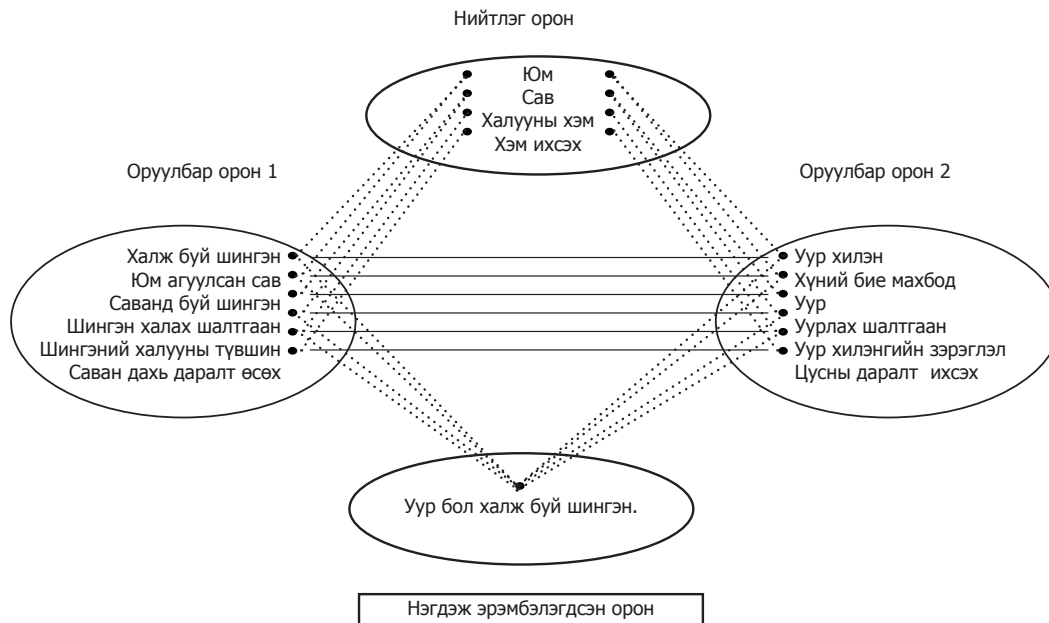 Нийтлэг орон
Юм
Сав
Халууны хэм
Хэм ихсэх
Оруулбар орон 1
Оруулбар орон 2
Халж буй шингэн
Юм агуулсан сав
Саванд буй шингэн
Шингэн халах шалтгаан
Шингэний халууны түвшин
Саван дахь даралт өсөх
Уур хилэн
Хүний бие махбод
Уур
Уурлах шалтгаан
Уур хилэнгийн зэрэглэл
Цусны даралт ихсэх
Уур бол халж буй шингэн.
Нэгдэж эрэмбэлэгдсэн орон